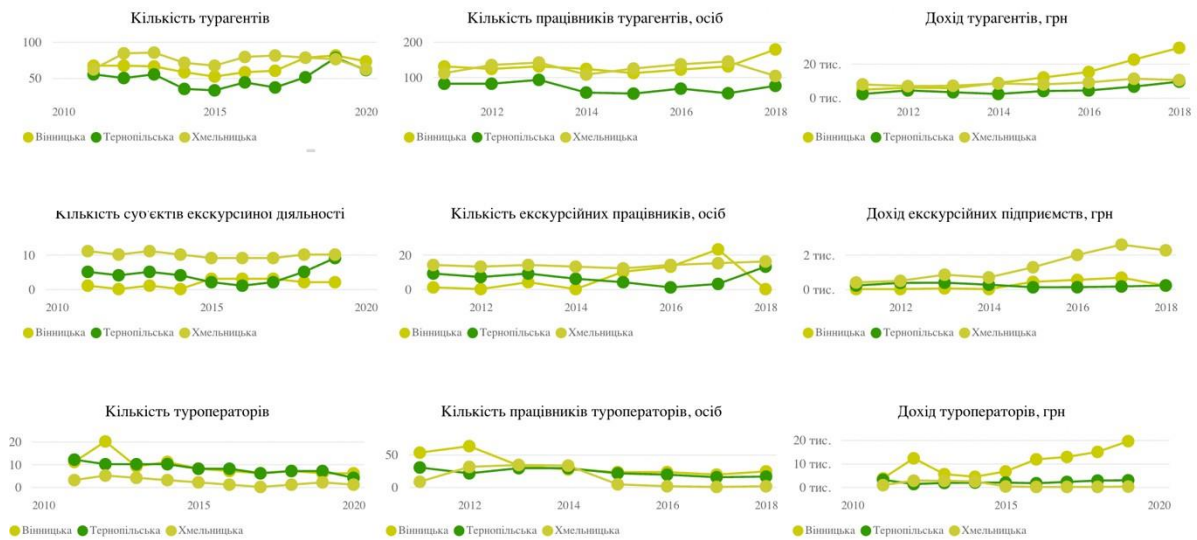 Кількість турагентів
100
50
2010
2015
2020
Вінницька Тернопільська Хмельницька
Кількість працівників турагентів, осіб
200
100
2012
2014
2016
2018
Вінницька Тернопільська Хмельницька
Дохід турагентів, грн
20 тис.
0 тис.
2012
2014
2016
2018
Вінницька Тернопільська Хмельницька
Кількість суб'єктів екскурсійної діяльності
10
0
2010
2015
2020
Вінницька Тернопільська Хмельницька
Кількість екскурсійних працівників, осіб
20
0
2012
2014
2016
2018
Вінницька Тернопільська Хмельницька
Дохід екскурсійних підприємств, грн
2 тис.
0 тис.
2012
2014
2016
2018
Вінницька Тернопільська Хмельницька
Кількість туроператорів
20
10
0
2010
2015
2020
Вінницька Тернопільська Хмельницька
Кількість працівників туроператорів, осіб
50
0
2012
2014
2016
2018
Вінницька Тернопільська Хмельницька
Дохід туроператорів, грн
20 тис.
10 тис.
0 тис.
2010
2015
2020
Вінницька Тернопільська Хмельницька